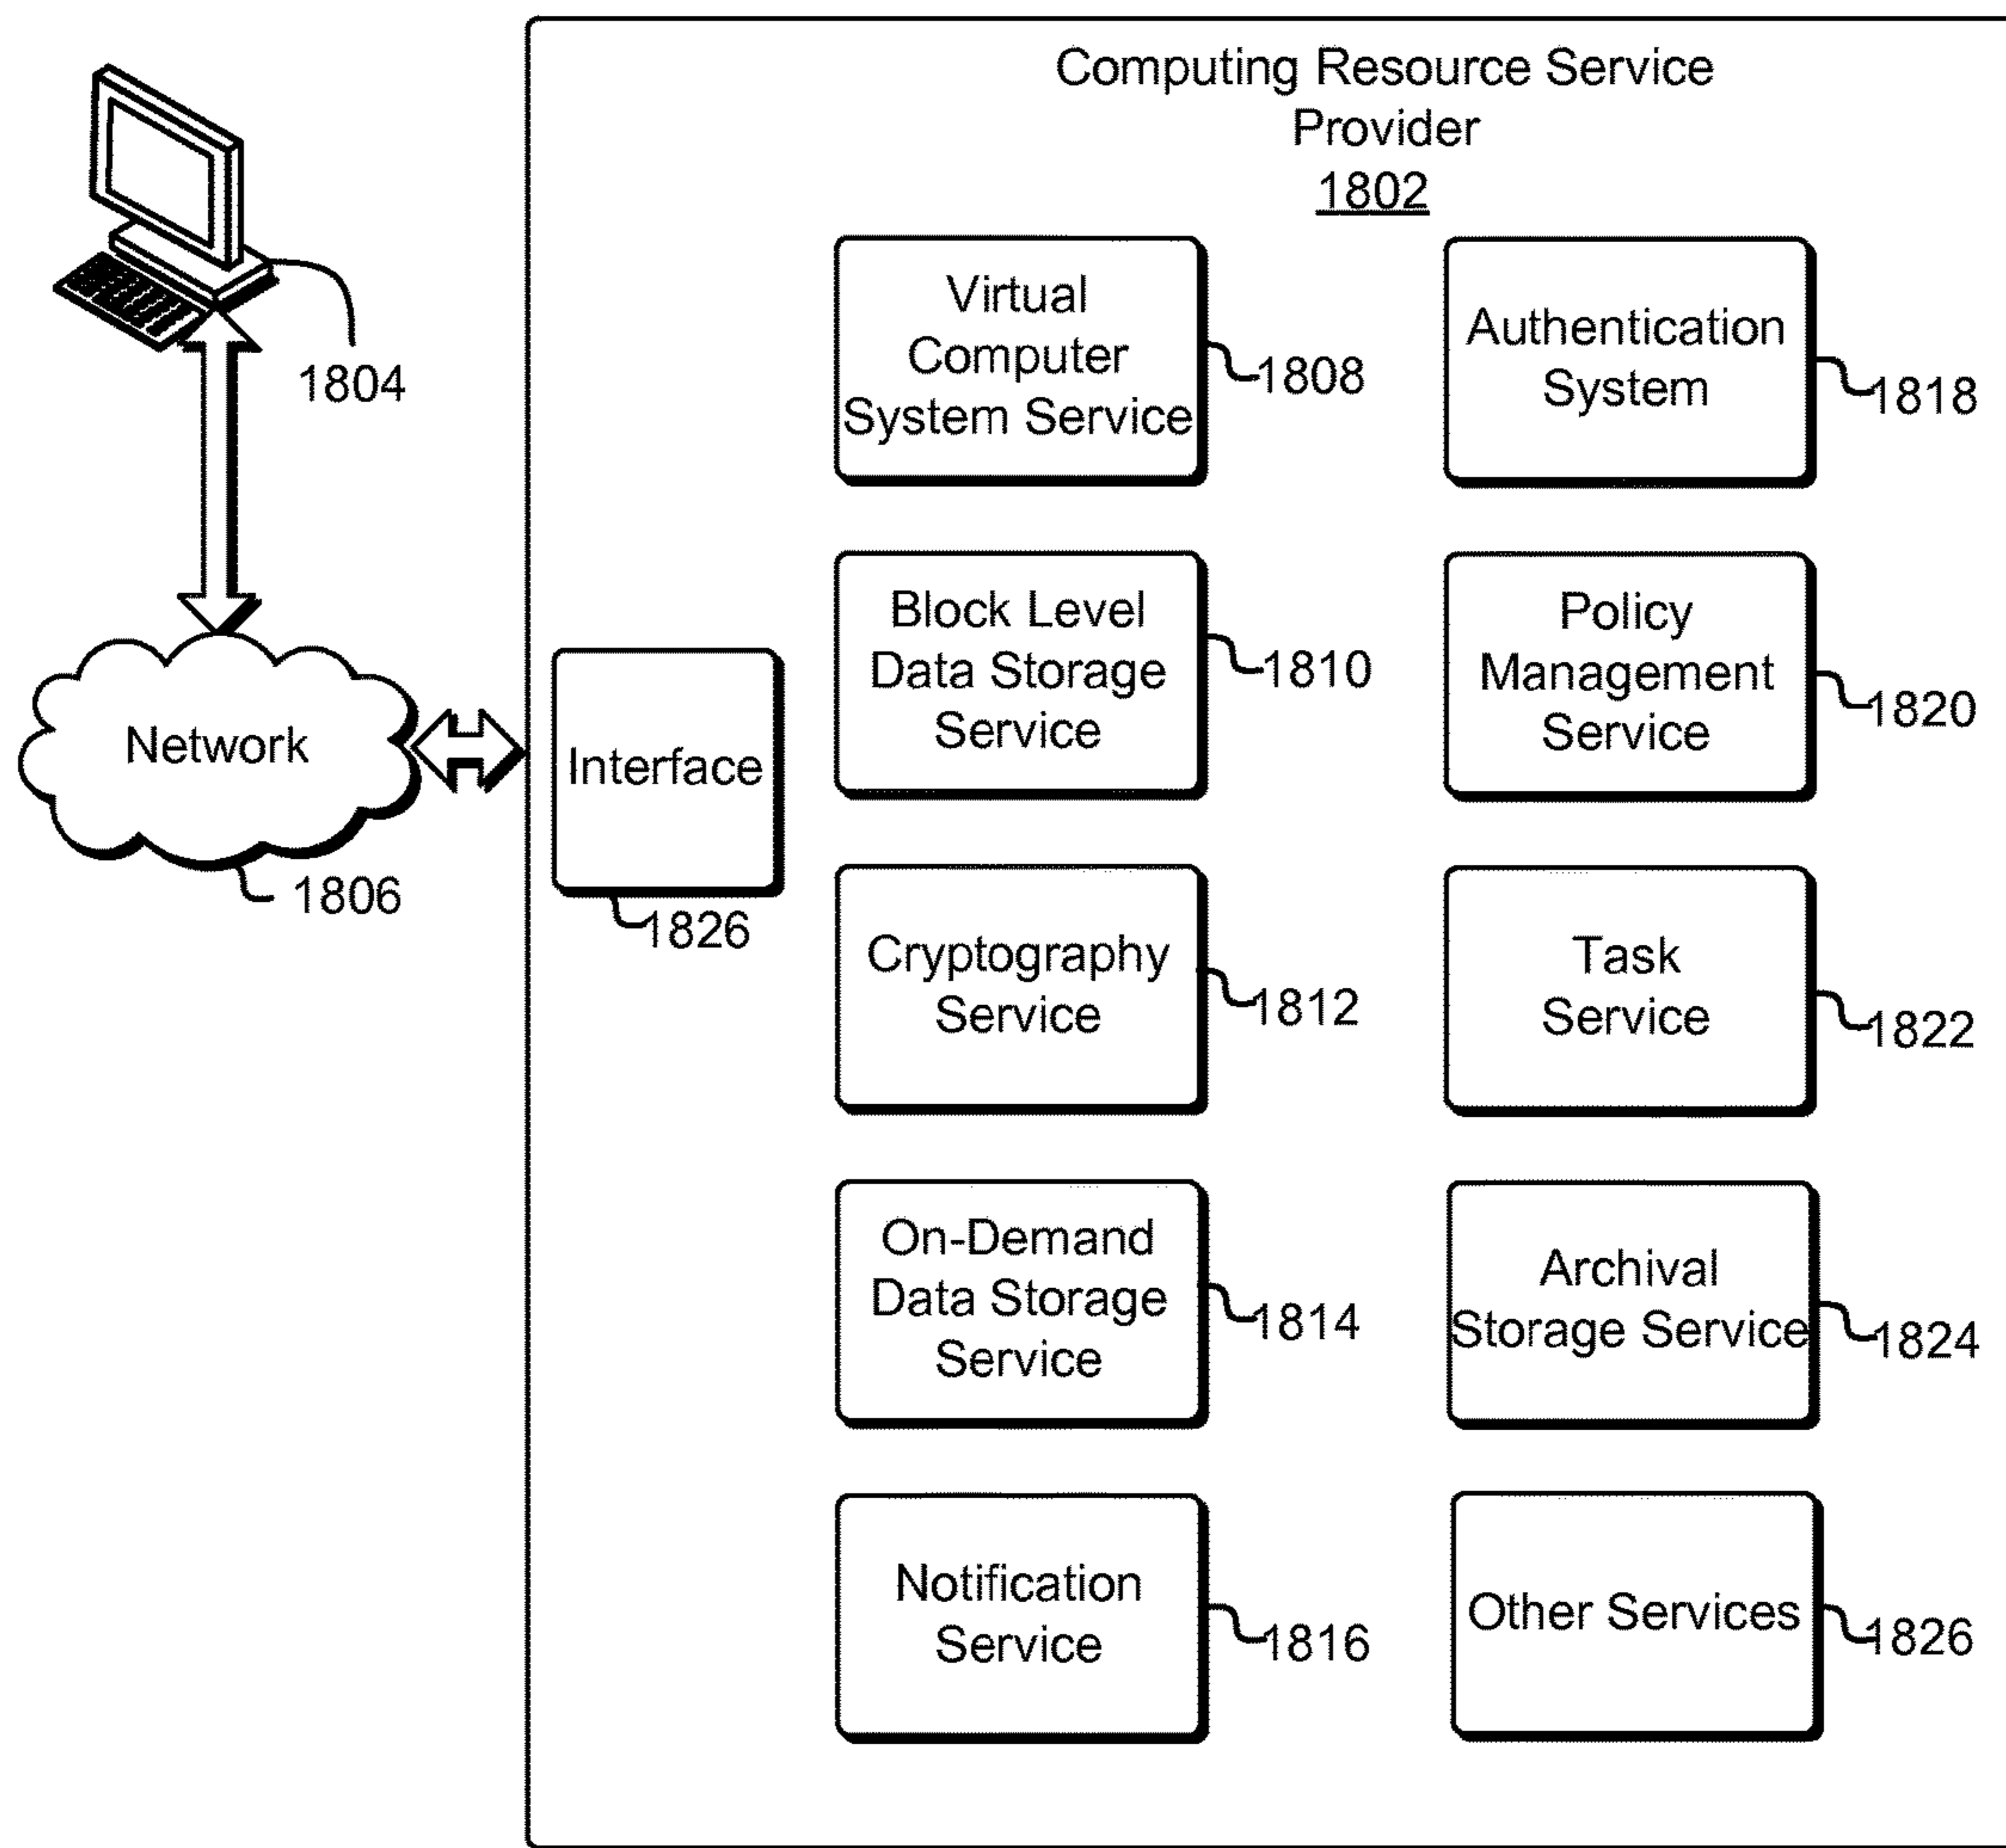 Computing Resource Service
Provider
1802
1804
Network
1806
Interface
1826
Virtual
Computer
System Service
1808
Authentication
System
1818
Block Level
Data Storage
Service
1810
Policy
Management
Service
1820
Cryptography
Service
1812
Task
Service
1822
On-Demand
Data Storage
Service
1814
Archival
Storage Service
1824
Notification
Service
1816
Other Services
1826